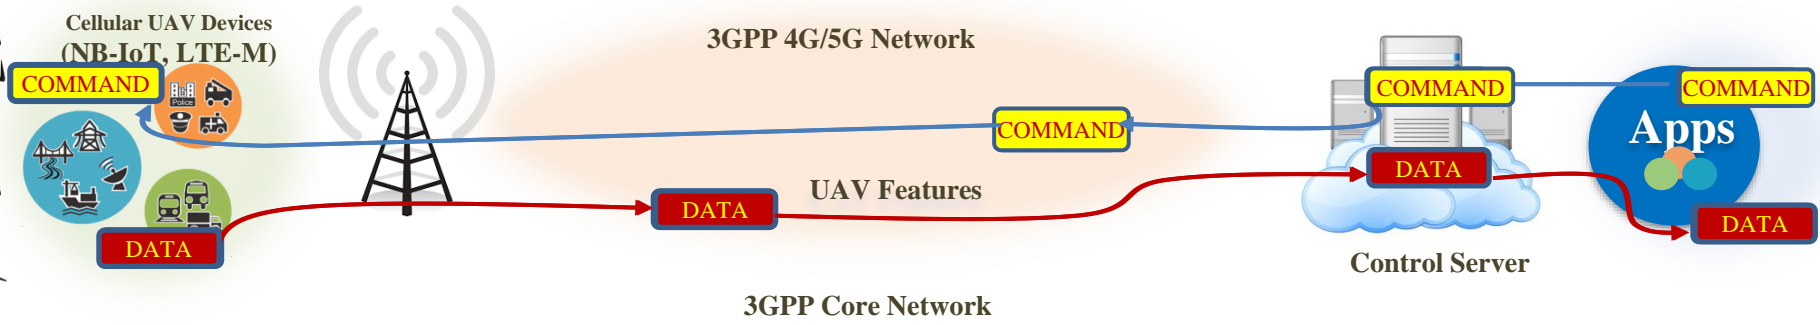 Cellular UAV Devices
(NB-IoT, LTE-M)
COMMAND
Police
DATA
3GPP 4G/5G Network
COMMAND
UAV Features
DATA
3GPP Core Network
COMMAND
DATA
Control Server
COMMAND
Apps
DATA